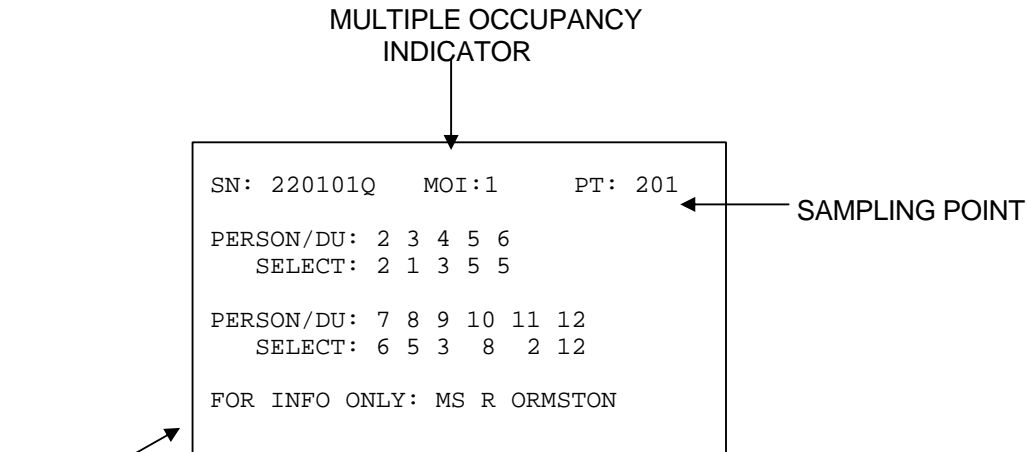 MULTIPLE OCCUPANCY
INDICATOR
SN: 220101Q MOI:1 PT: 201
SAMPLING POINT
PERSON/DU: 2 3 4 5 6
SELECT: 2 1 3 5 5
PERSON/DU: 7 8 9 10 11 12
SELECT: 6 5 3 8 2 12
FOR INFO ONLY: MS R ORMSTON